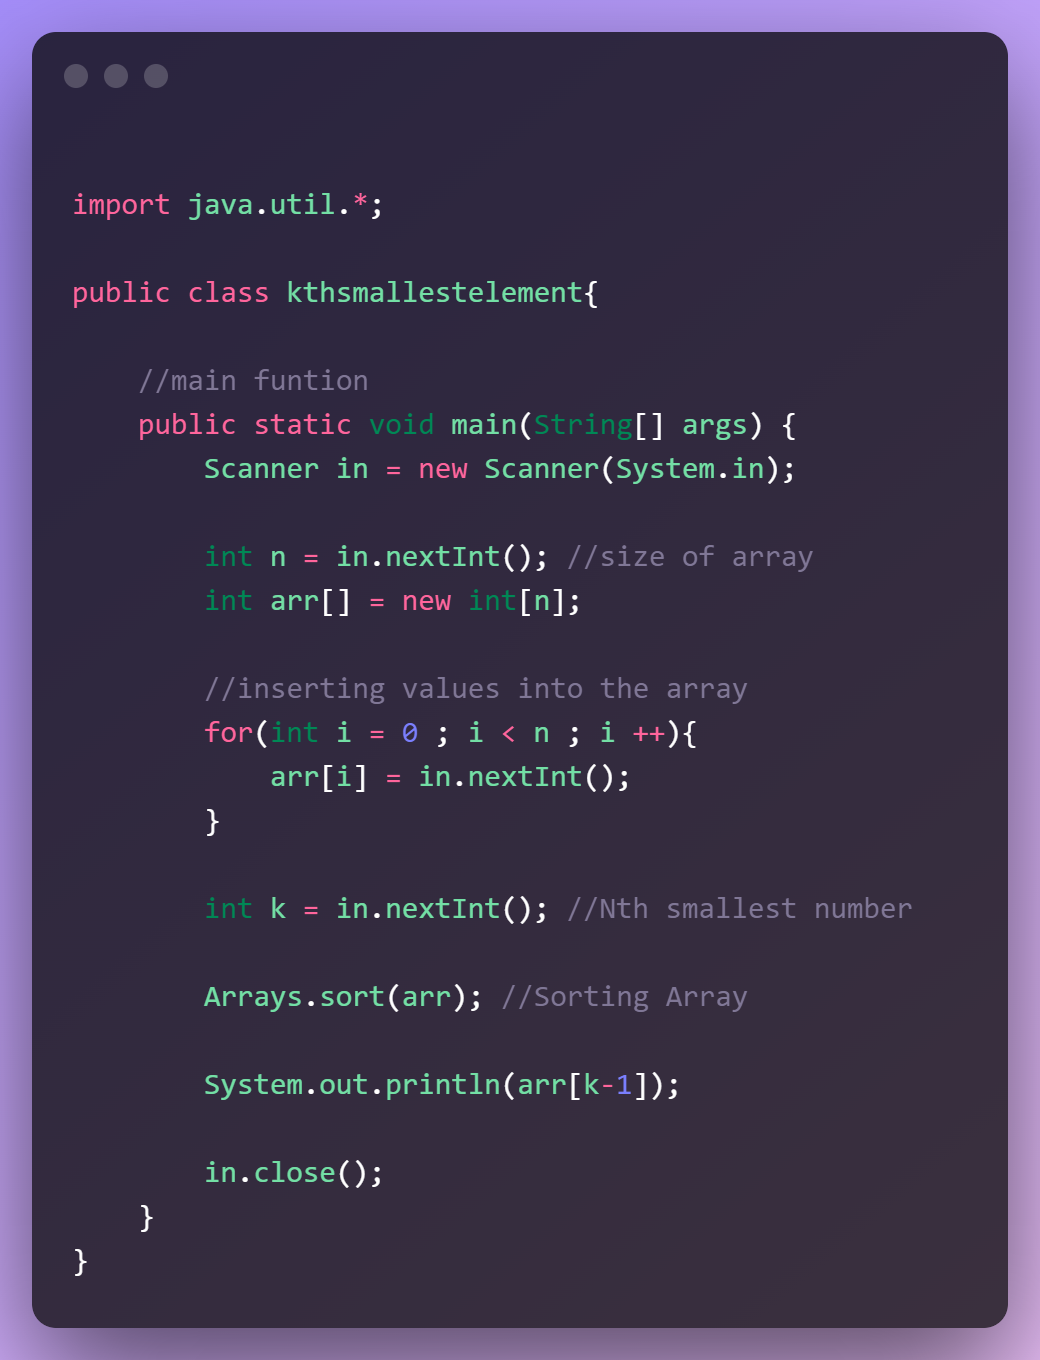 import java.util.*;
public class kthsmallestelement{
    //main funtion
    public static void main(String[] args) {
        Scanner in = new Scanner(System.in);
        int n = in.nextInt(); //size of array
        int arr[] = new int[n];
        //inserting values into the array
        for(int i = 0 ; i < n ; i ++){
            arr[i] = in.nextInt();
        }
        int k = in.nextInt(); //Nth smallest number
        Arrays.sort(arr); //Sorting Array
        System.out.println(arr[k-1]);
        in.close();
    }
}